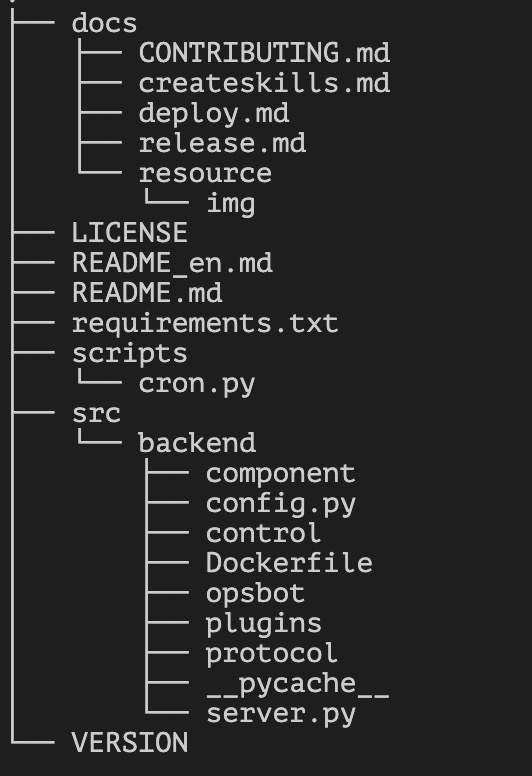 ├── docs
│   ├── CONTRIBUTING.md
│   ├── createskills.md
│   ├── deploy.md
│   ├── release.md
│   └── resource
│       └── img
├── LICENSE
├── README_en.md
├── README.md
├── requirements.txt
├── scripts
│   └── cron.py
├── src
│   └── backend
│       ├── component
│       ├── config.py
│       ├── control
│       ├── Dockerfile
│       ├── opsbot
│       ├── plugins
│       ├── protocol
│       ├── __pycache__
│       └── server.py
└── VERSION